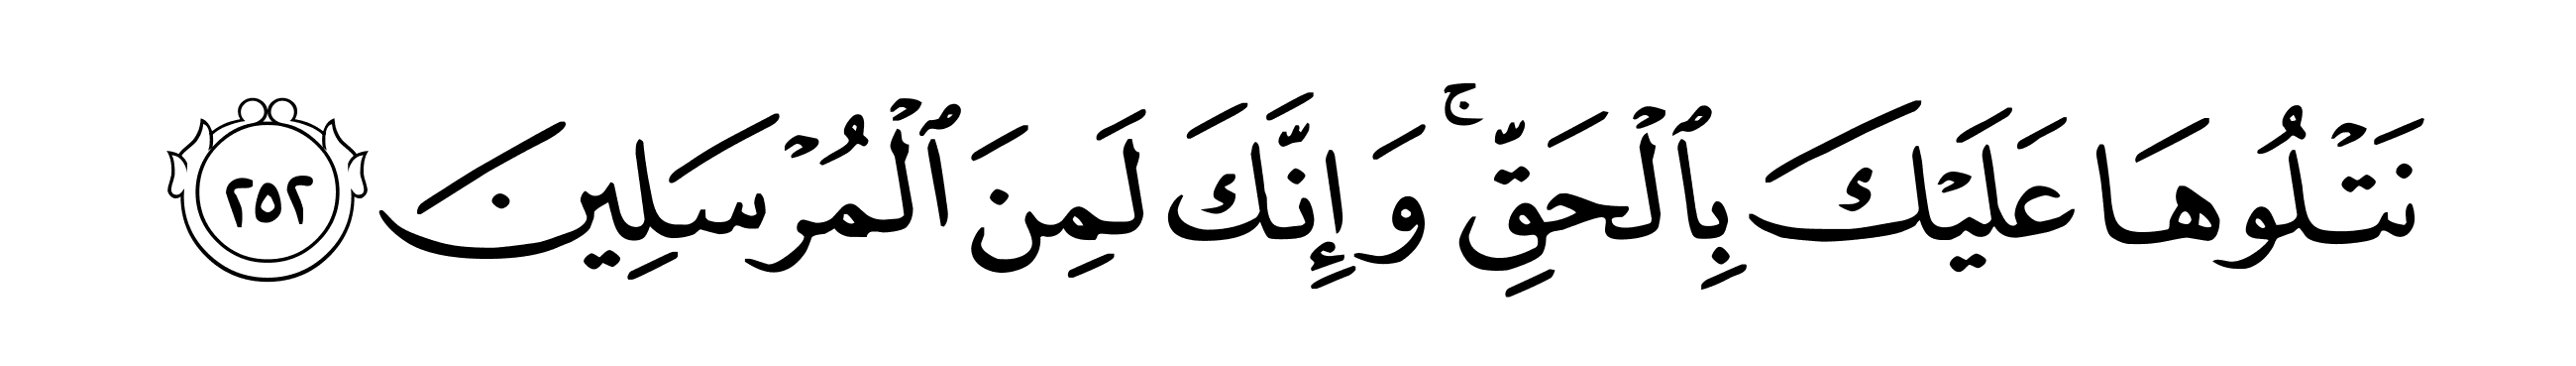 نَتۡلُوهَا عَلَيۡكَ بِٱلۡحَقِّۚ وَإِنَّكَ لَمِنَ ٱلۡمُرۡسَلِينَ ٢٥٢